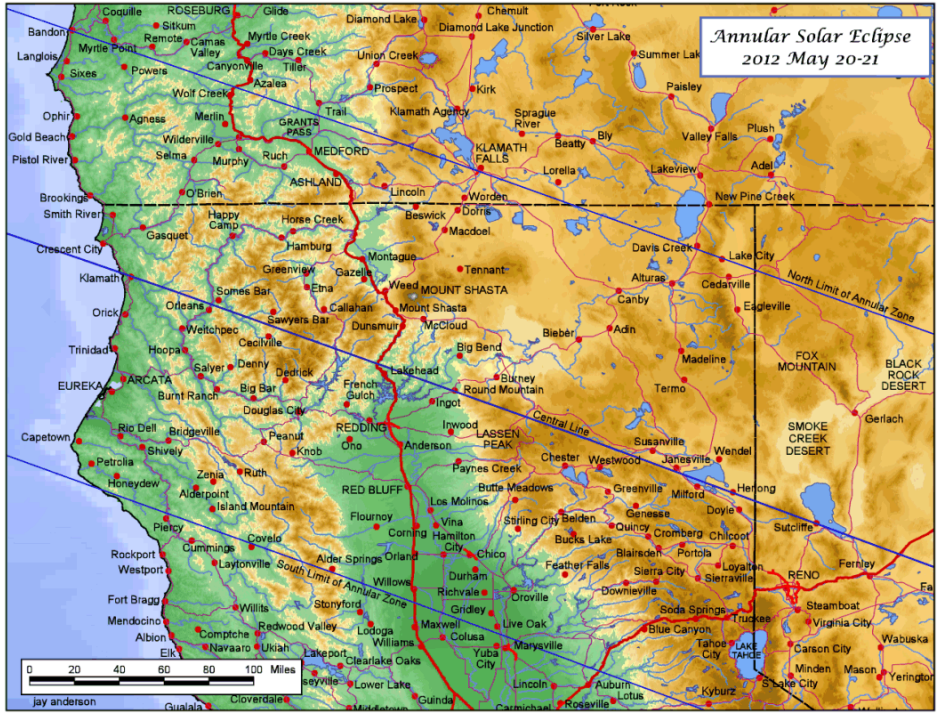 Annular Solar Eclipse
2012 May 20-21
ROSEBURG
Glide
Coquille
Sitkum
Bandon
Remote
Camas
Valley
Myrtle Creek
Myrtle Point
Days Creek
Tiller
Canyonville
Langlois
Sixes
Powers
Azalea
Wolf Creek
Diamond Lake
Chemult
Diamond Lake Junction
Union Creek
Silver Lake
Summer Lak
Prospect
Kirk
Paisley
Trail
Klamath Agency
Ophir
Agness
Merlin
GRANTS
PASS
Sprague
River
Bly
Beatty
Valley Falls
Plush
Gold Beach
Wilderville
MEDFORD
KLAMATH
FALLS
Pistol River
Selma
Murphy
Ruch
Lakeview
Adel
ASHLAND
Lorella
Brookings
O'Brien
Lincoln
Worden
New Pine Creek
Smith River
Happy
Camp
Horse Creek
Beswick
Dorris
Macdoel
Gasquet
Hamburg
Crescent City
Montague
Davis Creek
Lake City
Greenview
Gazelle
Tennant
Klamath
Etna
Weed
MOUNT SHASTA
Alturas
Cedarville
North Limit of Annular Zone
Somes Bar
Canby
Orleans
Callahan
Mount Shasta
Eagleville
Orick
Sawyers Bar
Dunsmuir
McCloud
Weitchpec
Cecilville
Bieber
Adin
Trinidad
Hoopa
Big Bend
Madeline
FOX
MOUNTAIN
BLACK
ROCK
DESERT
Salyer
Denny
Dedrick
Lakehead
EUREKA
ARCATA
Big Bar
French
Gulch
Burney
Round Mountain
Termo
Burnt Ranch
Douglas City
Ingot
Central Line
Gerlach
Rio Dell
Bridgeville
REDDING
Inwood
LASSEN
PEAK
SMOKE
CREEK
DESERT
Capetown
Peanut
Ono
Anderson
Susanville
Shively
Knob
Wendel
Petrolia
Paynes Creek
Chester
Westwood
Janesville
Honeydew
Zenia
Ruth
Alderpoint
RED BLUFF
Butte Meadows
Greenville
Milford
Herlong
Island Mountain
Los Molinos
Genesse
Doyle
Piercy
Flournoy
Corning
Vina
Stirling City
Belden
Quincy
Sutcliffe
Hamilton
City
Bucks Lake
Cromberg
Chilcoot
Cummings
Covelo
Rockport
Alder Springs
Orland
Chico
Blairsden
Portola
Westport
Laytonville
South Limit of Annular Zone
Durham
Feather Falls
Sierra City
Loyalton
RENO
Fernley
Willows
Sierraville
Fort Bragg
Willits
Stonyford
Richvale
Oroville
Downieville
Steamboat
Mendocino
Gridley
Soda Springs
Truckee
Virginia City
Albion
Comptche
Redwood Valley
Lodoga
Maxwell
Live Oak
Blue Canyon
Wabuska
Navaro
Ukiah
Williams
Colusa
Yuba
City
Marysville
Tahoe
City
LAKE
TAHOE
Carson City
Elk
Lakeport
Clearlake Oaks
Minden
Mason
0 20 40 60 80 100 Miles
0 20 40 60 80 100
Lower Lake
Lincoln
Auburn
S Lake City
Yerington
jay anderson
Cloverdale
Guinda
Lotus
Kyburz
Gualala
Middletown
Carmichael
Roseville